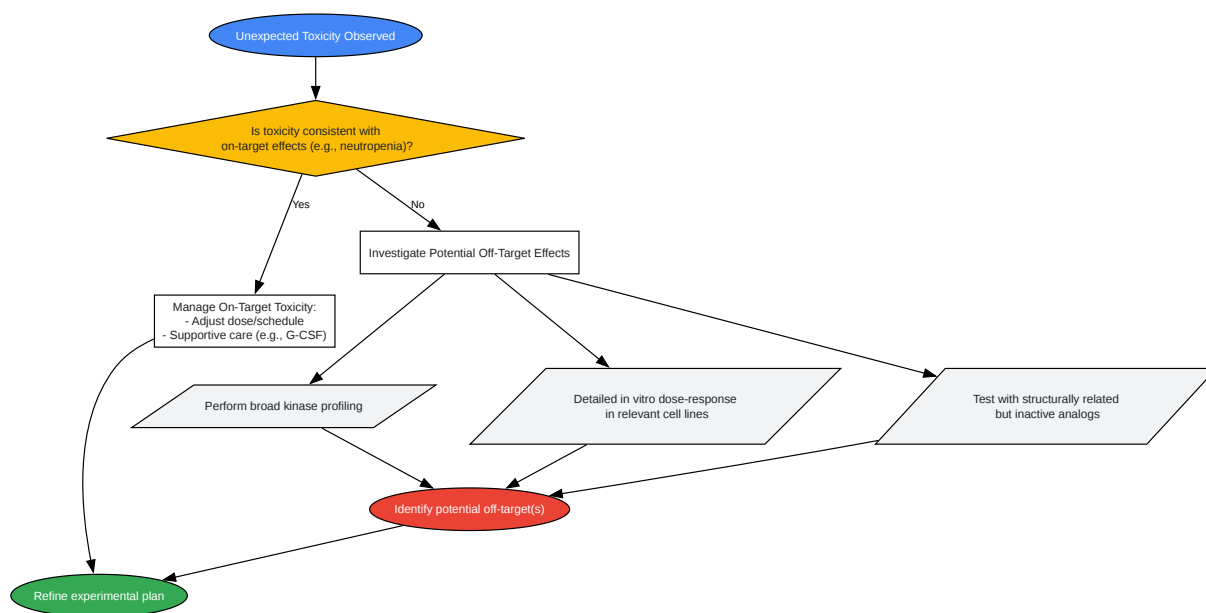 Unexpected Toxicity Observed
Is toxicity consistent with
on-target effects (e.g., neutropenia)?
Yes
No
Investigate Potential Off-Target Effects
Manage On-Target Toxicity:
- Adjust dose/schedule
- Supportive care (e.g., G-CSF)
Perform broad kinase profiling
Detailed in vitro dose-response
in relevant cell lines
Test with structurally related
but inactive analogs
Identify potential off-target(s)
Refine experimental plan